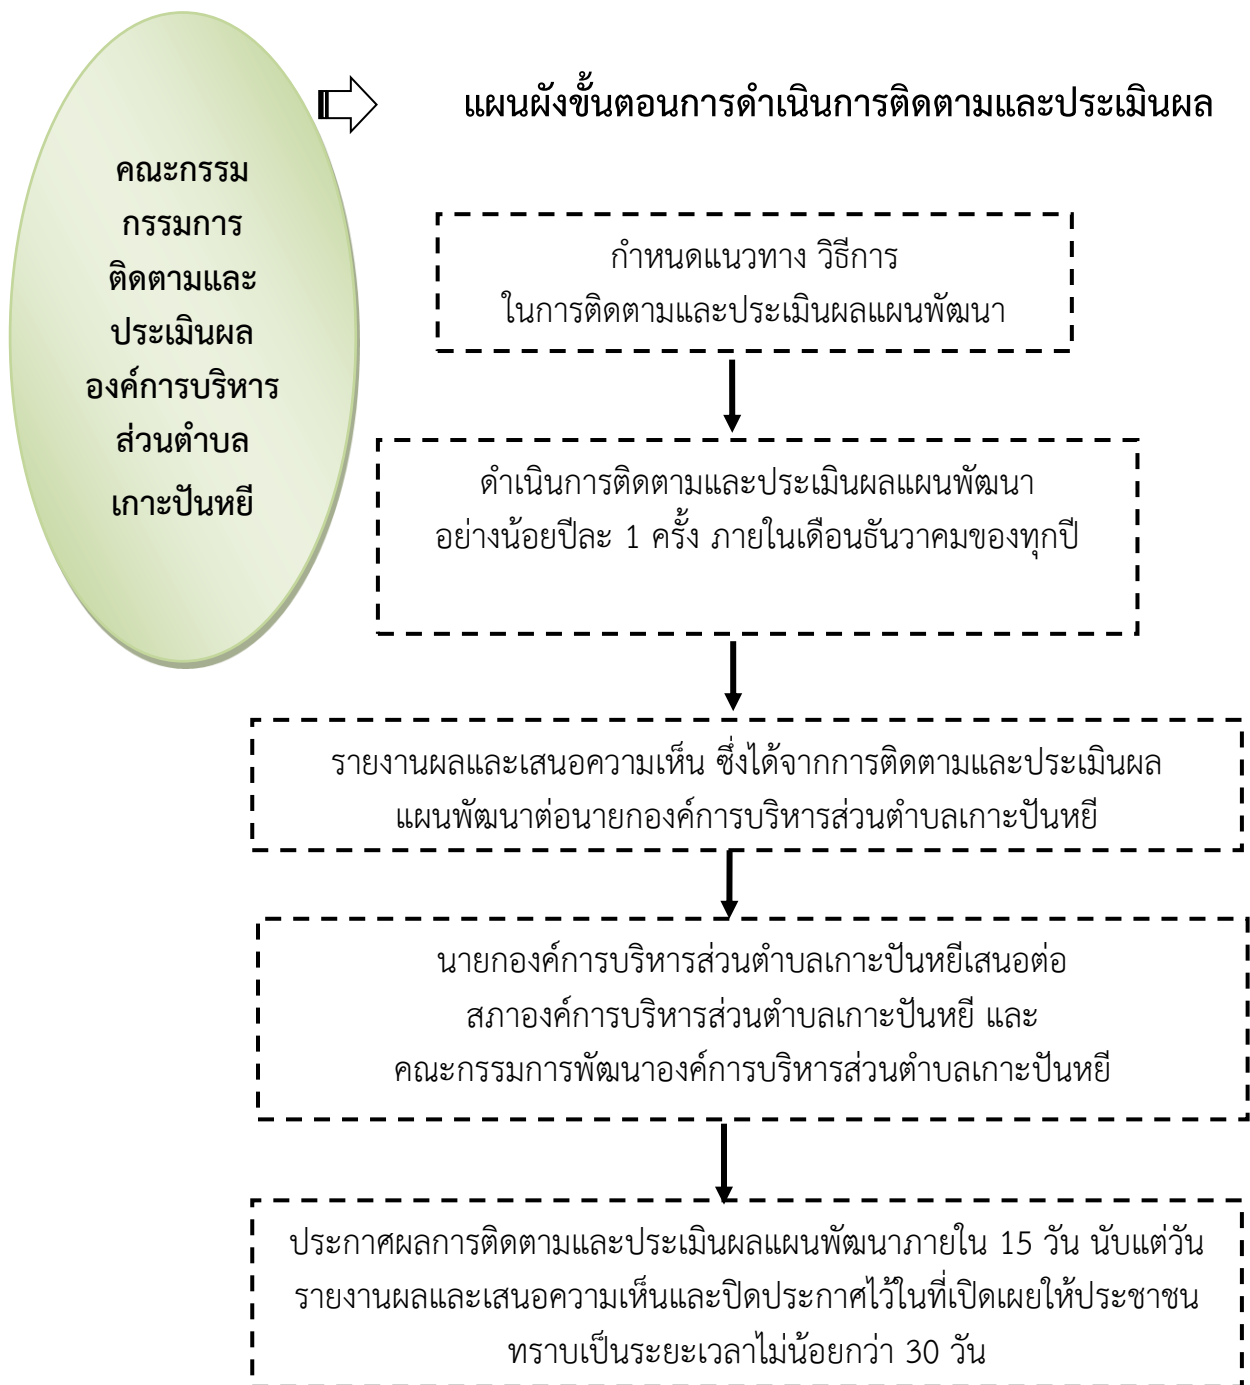 แผนผังขั้นตอนการดำเนินการติดตามและประเมินผล
คณะกรรม
กรรมการ
ติดตามและ
ประเมินผล
องค์การบริหาร
ส่วนตำบล
เกาะปันหยี
กำหนดแนวทาง วิธีการ
ในการติดตามและประเมินผลแผนพัฒนา
ดำเนินการติดตามและประเมินผลแผนพัฒนา
อย่างน้อยปีละ 1 ครั้ง ภายในเดือนธันวาคมของทุกปี
รายงานผลและเสนอความเห็น ซึ่งได้จากการติดตามและประเมินผล
แผนพัฒนาต่อนายกองค์การบริหารส่วนตำบลเกาะปันหยี
นายกองค์การบริหารส่วนตำบลเกาะปันหยีเสนอต่อ
สภาองค์การบริหารส่วนตำบลเกาะปันหยี และ
คณะกรรมการพัฒนาองค์การบริหารส่วนตำบลเกาะปันหยี
ประกาศผลการติดตามและประเมินผลแผนพัฒนาภายใน 15 วัน นับแต่วัน
รายงานผลและเสนอความเห็นและปิดประกาศไว้ในที่เปิดเผยให้ประชาชน
ทราบเป็นระยะเวลาไม่น้อยกว่า 30 วัน